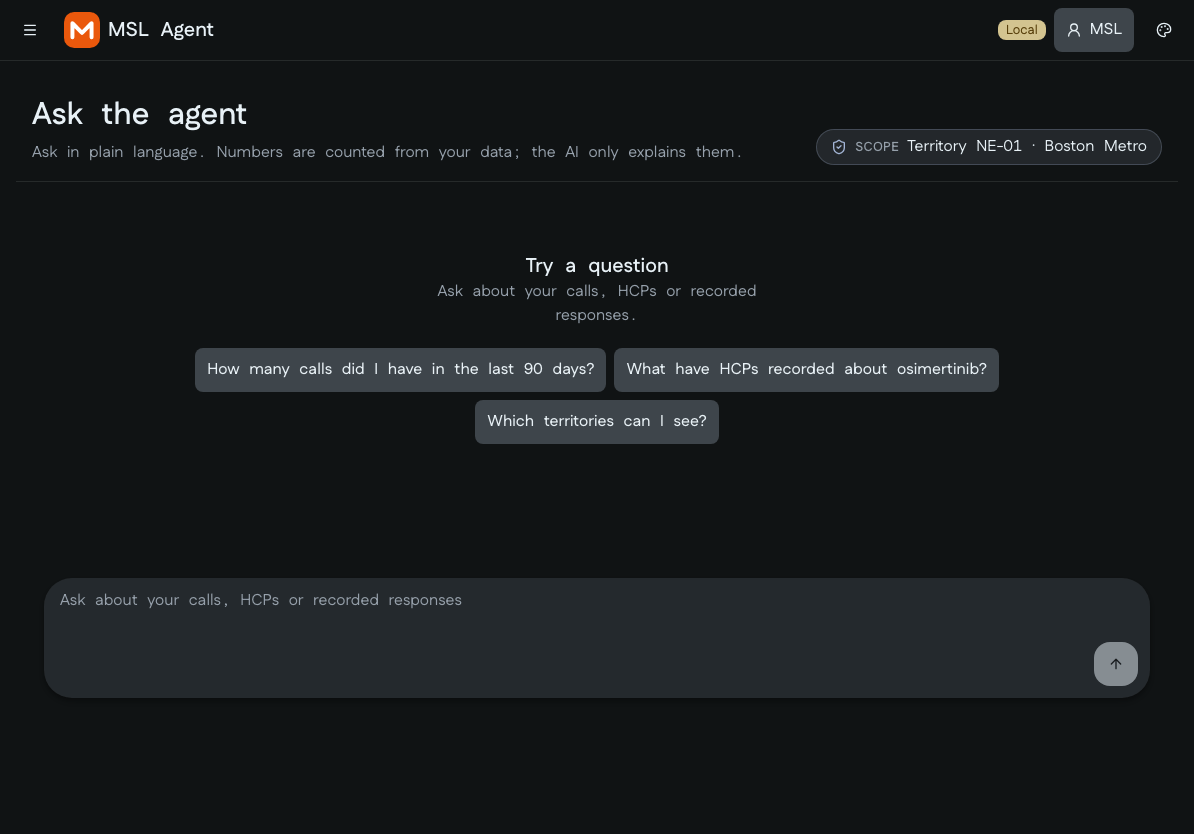 MSL Agent
Local
MSL
Ask the agent
Ask in plain language. Numbers are counted from your data; the AI only explains them.
SCOPE Territory NE-01 · Boston Metro
Try a question
Ask about your calls, HCPs or recorded
responses.
How many calls did I have in the last 90 days?
What have HCPs recorded about osimertinib?
Which territories can I see?
Ask about your calls, HCPs or recorded responses